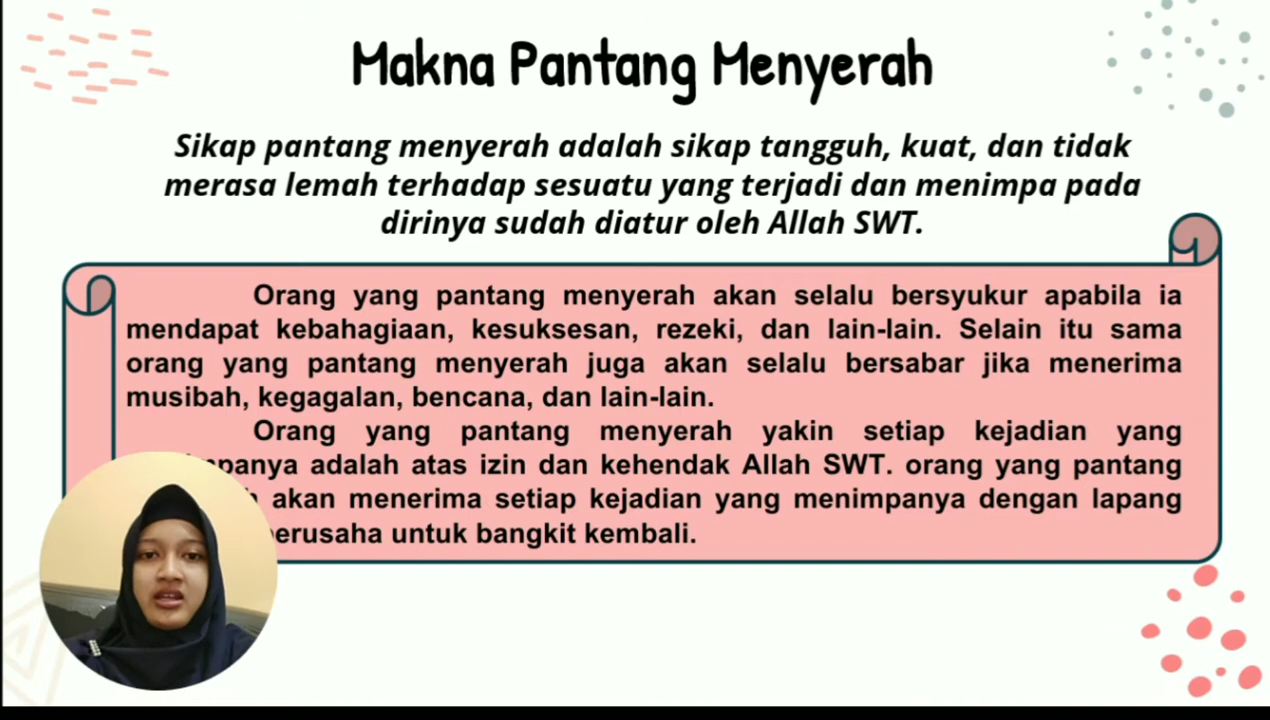 Makna Pantang Menyerah
Sikap pantang menyerah adalah sikap tangguh, kuat, dan tidak
merasa lemah terhadap sesuatu yang terjadi dan menimpa pada
dirinya sudah diatur oleh Allah SWT.
Orang yang pantang menyerah akan selalu bersyukur apabila ia
mendapat kebahagiaan, kesuksesan, rezeki, dan lain-lain. Selain itu sama
orang yang pantang menyerah juga akan selalu bersabar jika menerima
musibah, kegagalan, bencana, dan lain-lain.
Orang yang pantang menyerah yakin setiap kejadian yang
adalah atas izin dan kehendak Allah SWT. orang yang pantang
akan menerima setiap kejadian yang menimpanya dengan lapang
untuk bangkit kembali.